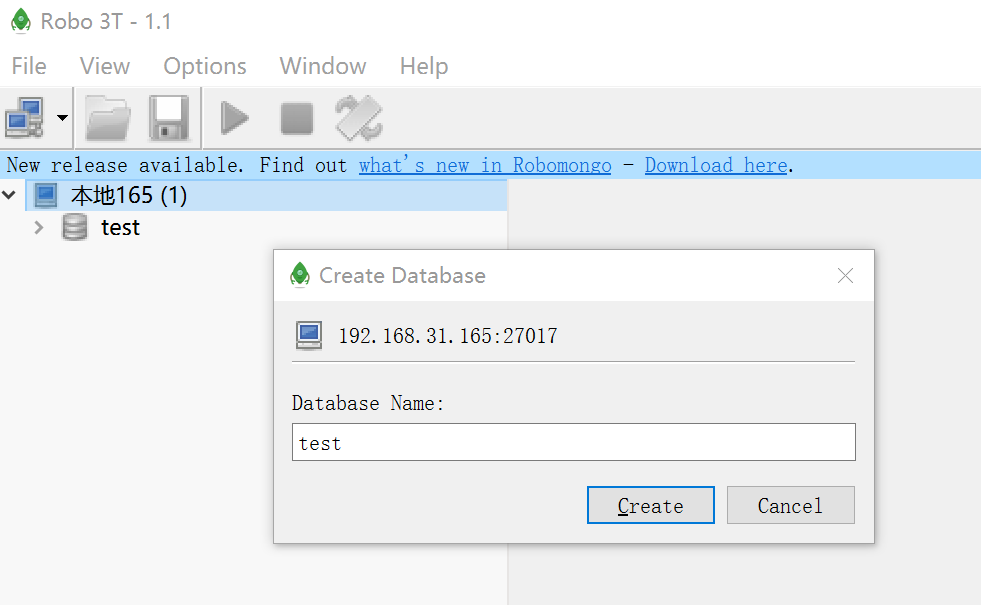 Robo 3T - 1.1
File View Options Window Help
New release available. Find out what's new in Robomongo - Download here.
本地165 (1)
test
Create Database
192.168.31.165:27017
Database Name:
test
Create Cancel